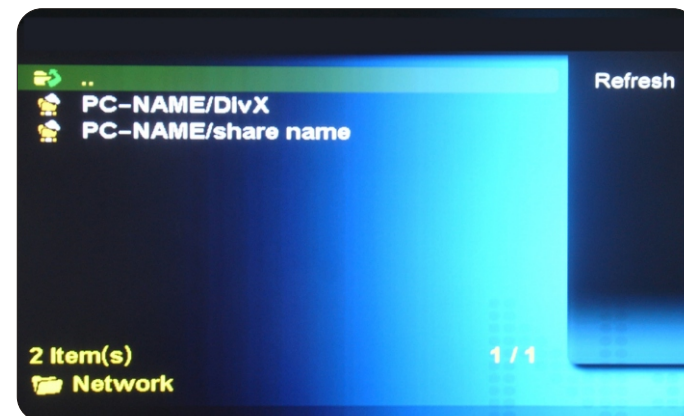 ..
Refresh
PC-NAME/DivX
PC-NAME/share name
2 Item(s)
1 / 1
Network